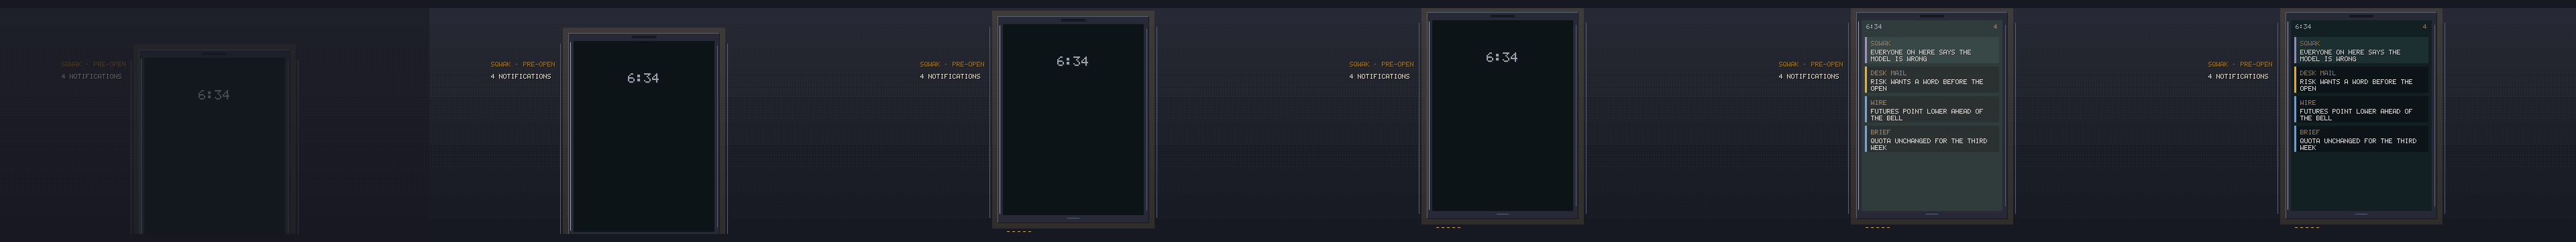 SQWAK · PRE-OPEN
4 NOTIFICATIONS
6:34
SQWAK · PRE-OPEN
4 NOTIFICATIONS
6:34
SQWAK · PRE-OPEN
4 NOTIFICATIONS
6:34
SQWAK · PRE-OPEN
4 NOTIFICATIONS
6:34
SQWAK · PRE-OPEN
4 NOTIFICATIONS
6:34 4
SQWAK
EVERYONE ON HERE SAYS THE
MODEL IS WRONG
DESK MAIL
RISK WANTS A WORD BEFORE THE
OPEN
WIRE
FUTURES POINT LOWER AHEAD OF
THE BELL
BRIEF
QUOTA UNCHANGED FOR THE THIRD
WEEK
SQWAK · PRE-OPEN
4 NOTIFICATIONS
6:34 4
SQWAK
EVERYONE ON HERE SAYS THE
MODEL IS WRONG
DESK MAIL
RISK WANTS A WORD BEFORE THE
OPEN
WIRE
FUTURES POINT LOWER AHEAD OF
THE BELL
BRIEF
QUOTA UNCHANGED FOR THE THIRD
WEEK